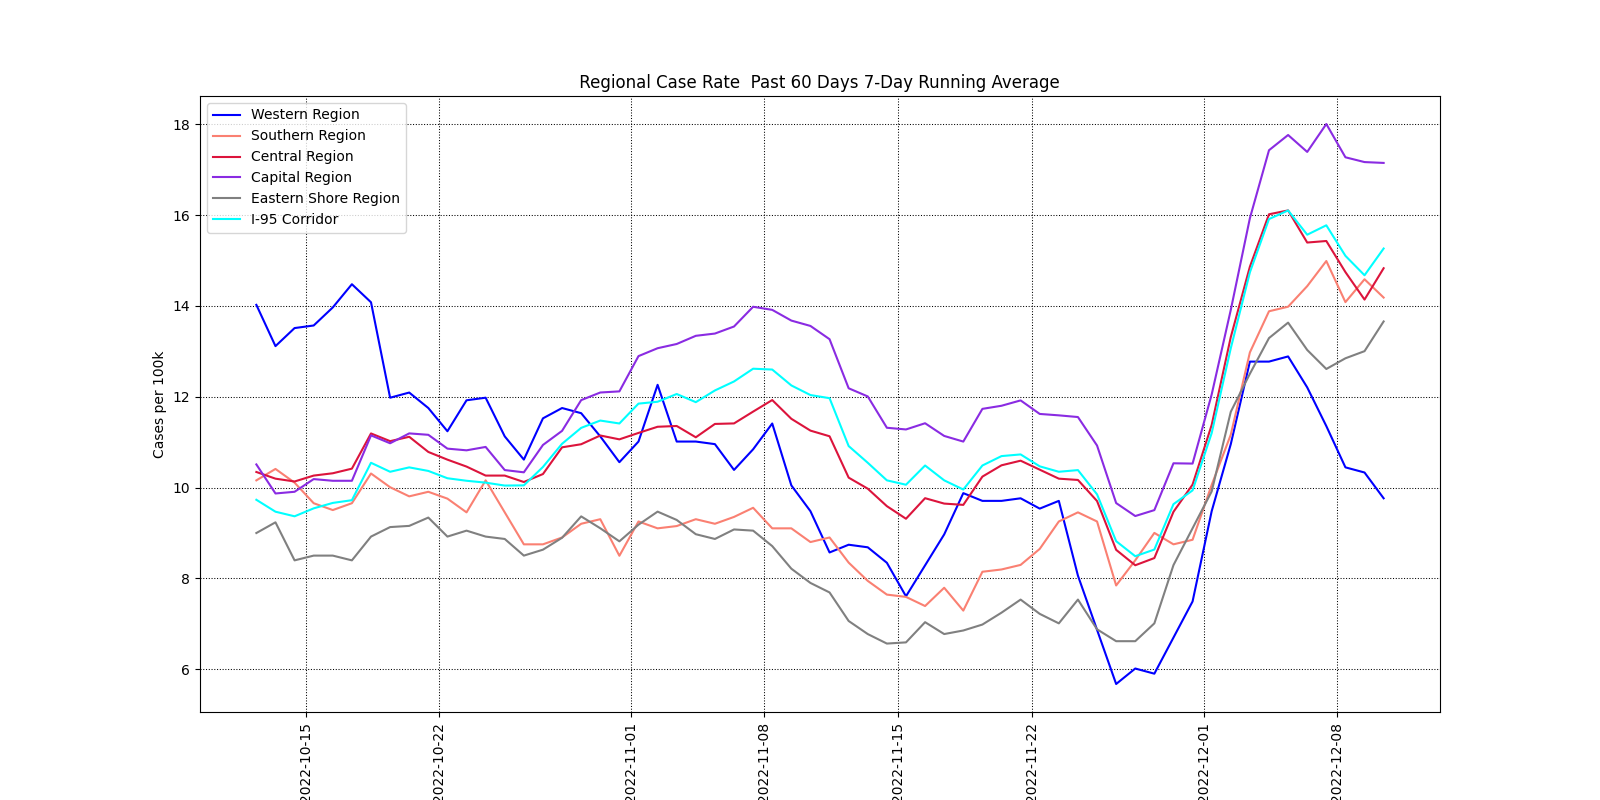 Regional Case Rate  Past 60 Days 7-Day Running Average
Western Region
Southern Region
Central Region
Capital Region
Eastern Shore Region
I-95 Corridor
Cases per 100k
18
16
14
12
10
8
6
2022-10-15
2022-10-22
2022-11-01
2022-11-08
2022-11-15
2022-11-22
2022-12-01
2022-12-08